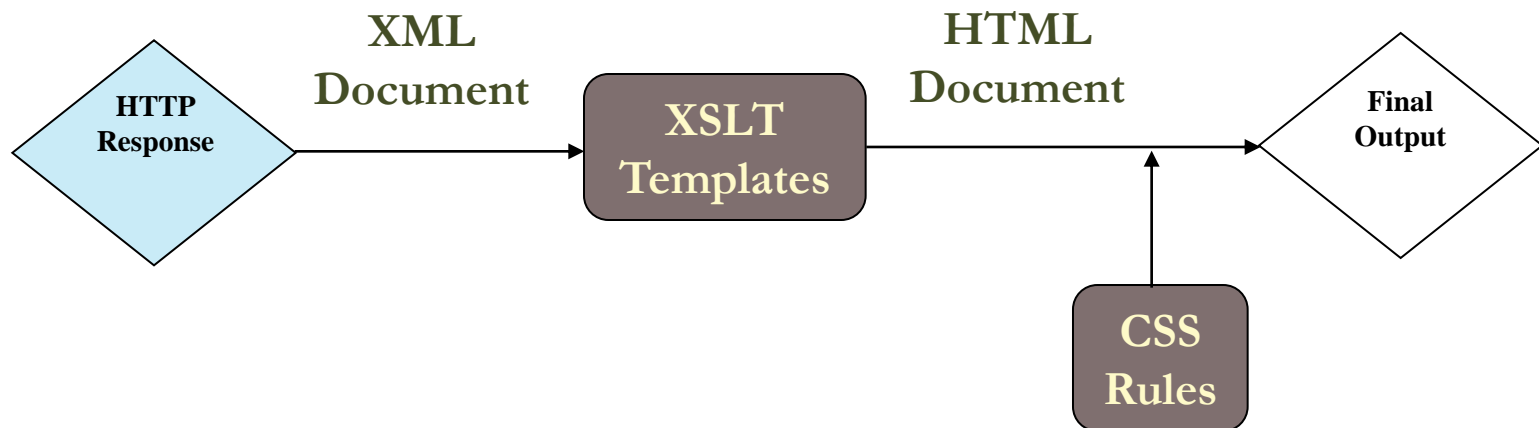 HTTP
Response
XML
Document
XSLT
Templates
HTML
Document
CSS
Rules
Final
Output